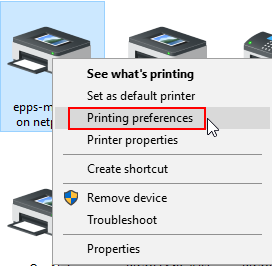 epps-m
on netp
See what's printing
Set as default printer
Printing preferences
Printer properties
Create shortcut
Remove device
Troubleshoot
Properties